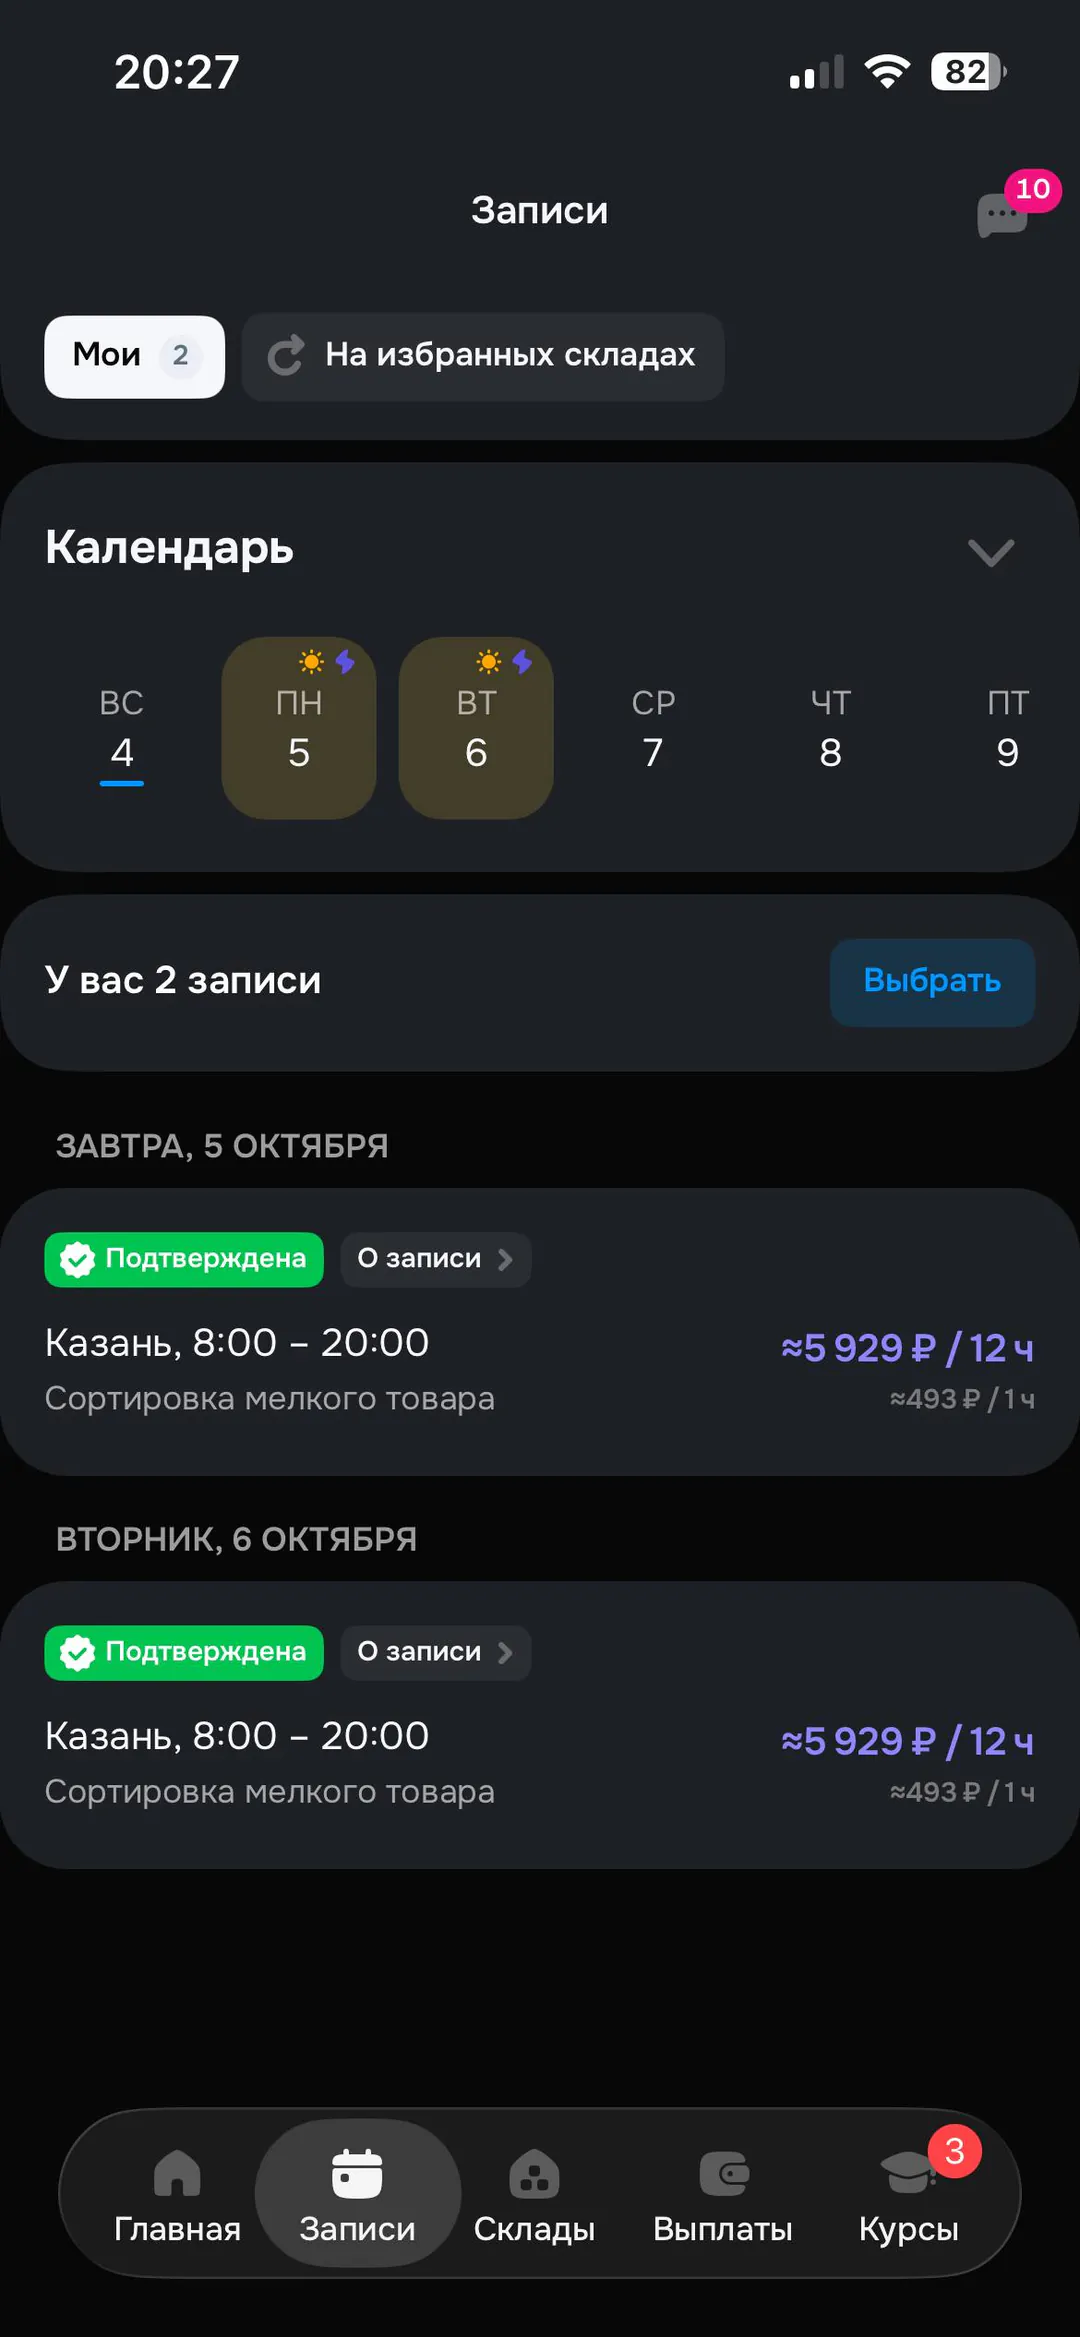 20:27
82
Записи
10
Мои 2
На избранных складах
Календарь
ВС ПН ВТ СР ЧТ ПТ
4 5 6 7 8 9
У вас 2 записи
Выбрать
ЗАВТРА, 5 ОКТЯБРЯ
Подтверждена
О записи
Казань, 8:00 – 20:00
≈5 929 ₽ / 12 ч
Сортировка мелкого товара
≈493 ₽ / 1 ч
ВТОРНИК, 6 ОКТЯБРЯ
Подтверждена
О записи
Казань, 8:00 – 20:00
≈5 929 ₽ / 12 ч
Сортировка мелкого товара
≈493 ₽ / 1 ч
3
Главная Записи Склады Выплаты Курсы